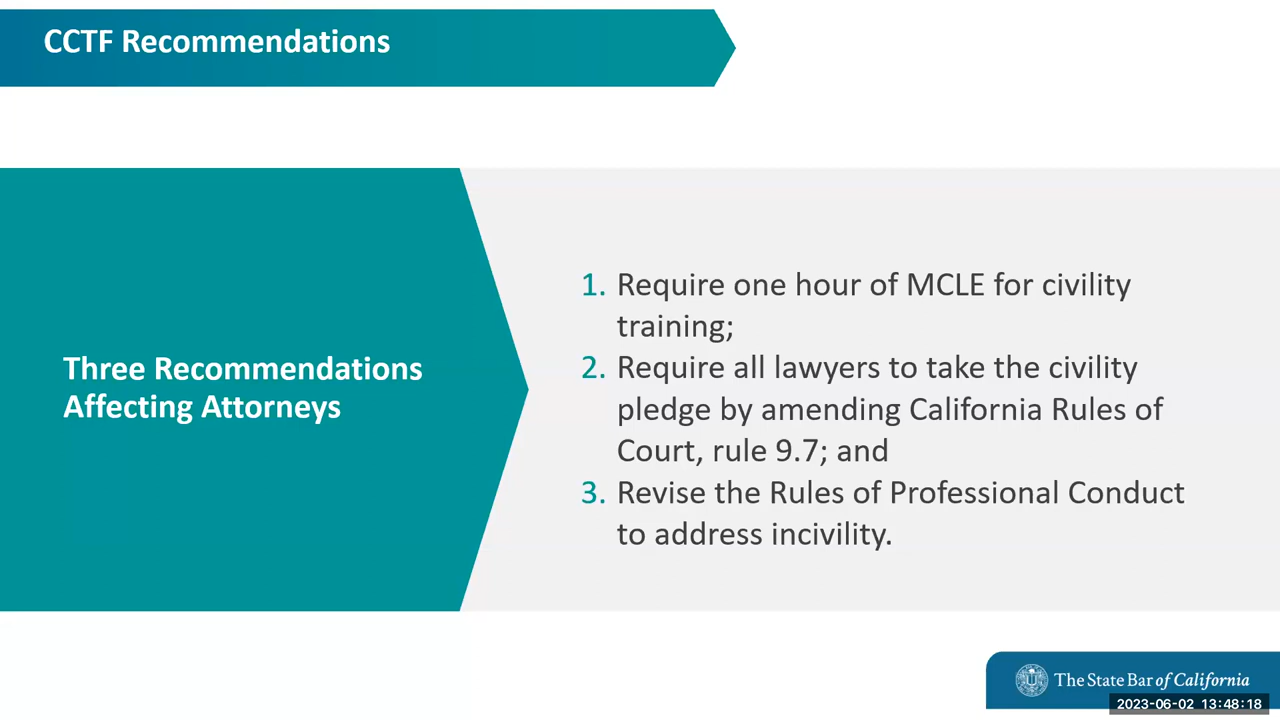 CCTF Recommendations
Three Recommendations
Affecting Attorneys
1. Require one hour of MCLE for civility
training;
2. Require all lawyers to take the civility
pledge by amending California Rules of
Court, rule 9.7; and
3. Revise the Rules of Professional Conduct
to address incivility.
The State Bar of California
2023-06-02 13:48:18